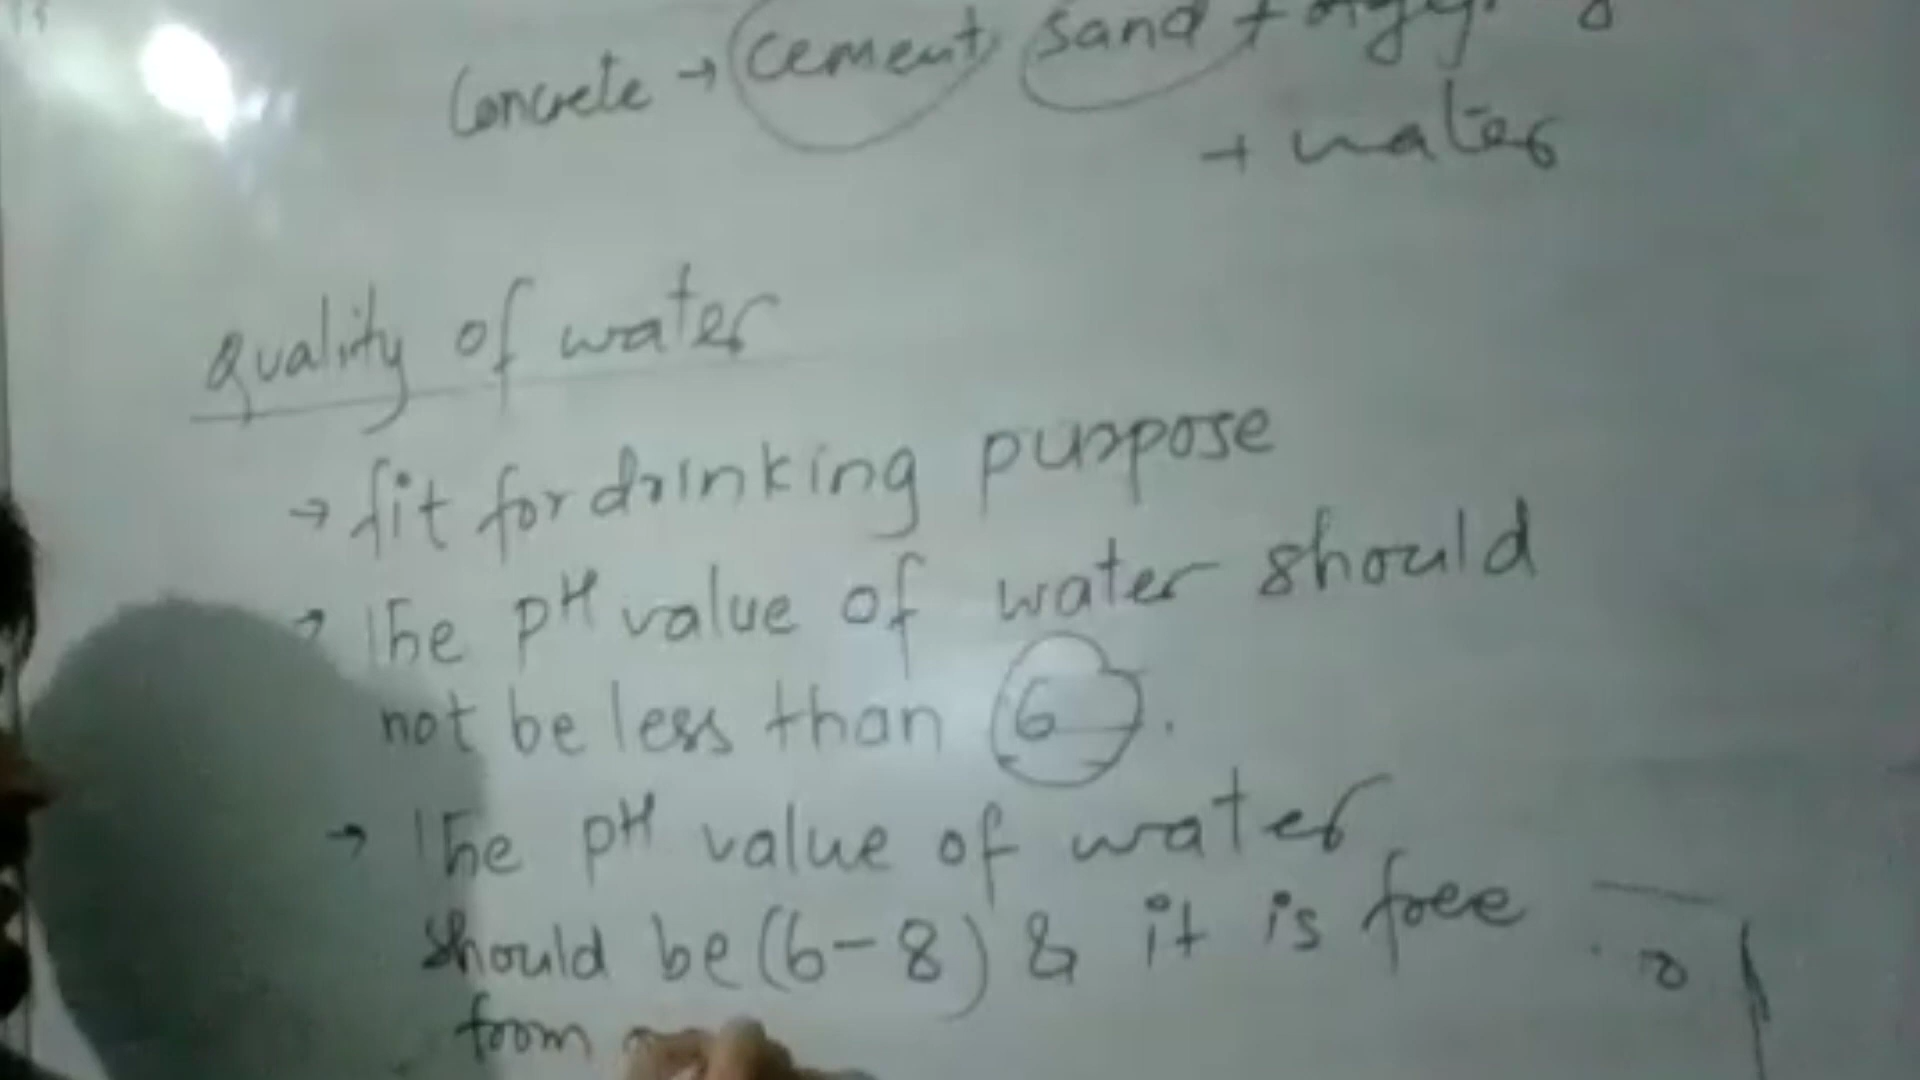 Concrete → cement sand +
+ water
Quality of water
→ fit for drinking purpose
→ The pH value of water should
not be less than 6.
→ The pH value of water
should be (6-8) & it is free
from